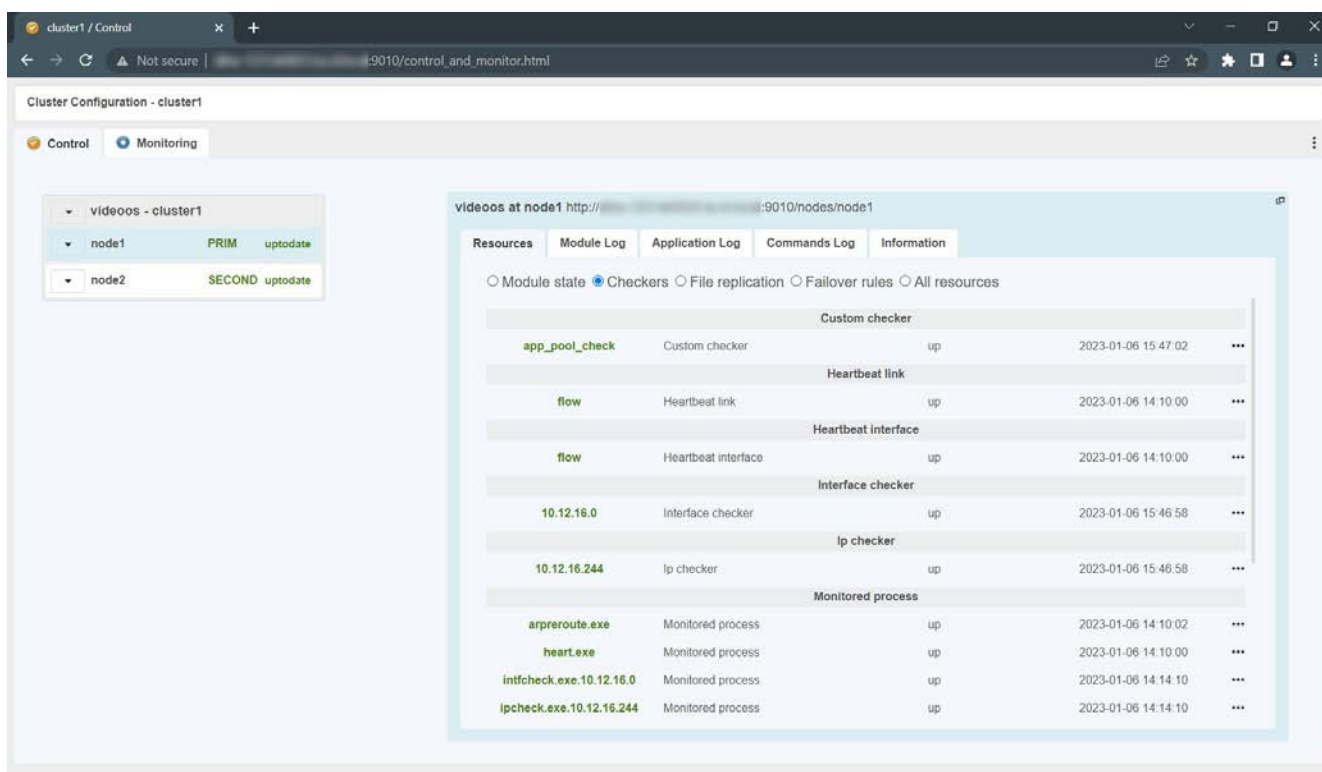 cluster1 / Control
Not secure | :9010/control_and_monitor.html
Cluster Configuration - cluster1
Control Monitoring
videoos - cluster1
node1 PRIM uptodate
node2 SECOND uptodate
videoos at node1 http:// :9010/nodes/node1
Resources Module Log Application Log Commands Log Information
Module state Checkers File replication Failover rules All resources
Custom checker
app_pool_check Custom checker up 2023-01-06 15:47:02
Heartbeat link
flow Heartbeat link up 2023-01-06 14:10:00
Heartbeat interface
flow Heartbeat interface up 2023-01-06 14:10:00
Interface checker
10.12.16.0 Interface checker up 2023-01-06 15:46:58
Ip checker
10.12.16.244 Ip checker up 2023-01-06 15:46:58
Monitored process
arpreroute.exe Monitored process up 2023-01-06 14:10:02
heart.exe Monitored process up 2023-01-06 14:10:00
intfcheck.exe.10.12.16.0 Monitored process up 2023-01-06 14:14:10
ipcheck.exe.10.12.16.244 Monitored process up 2023-01-06 14:14:10